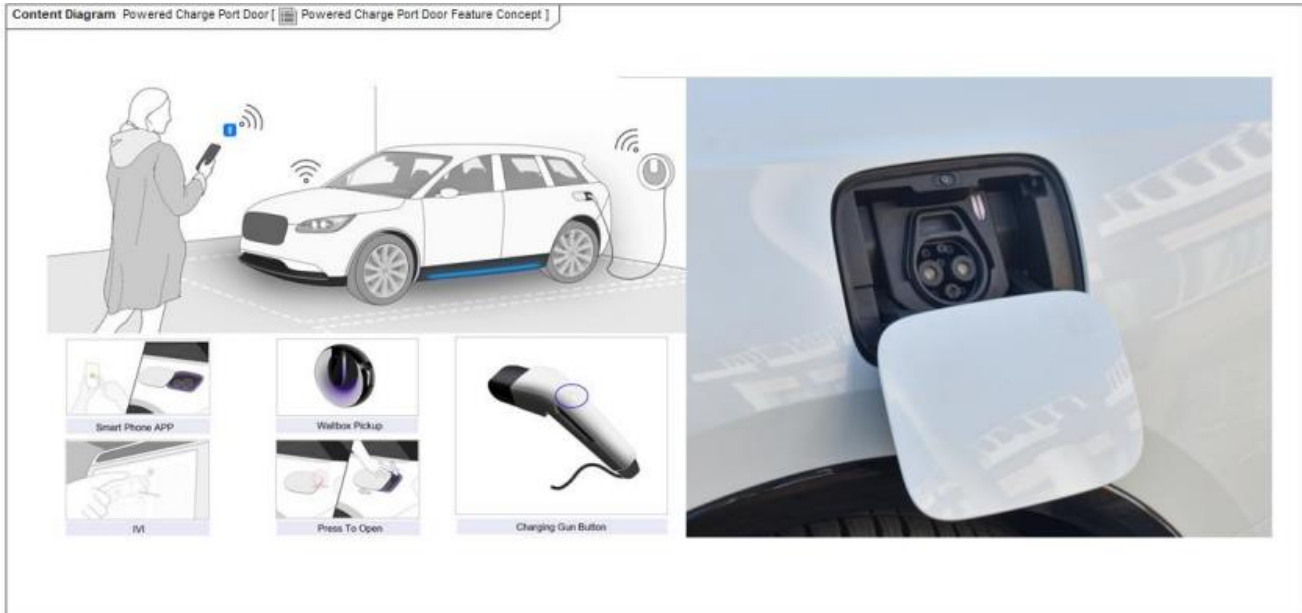 Content Diagram Powered Charge Port Door [ Powered Charge Port Door Feature Concept ]
Smart Phone APP
Wallbox Pickup
Charging Gun Button
IVI
Press To Open